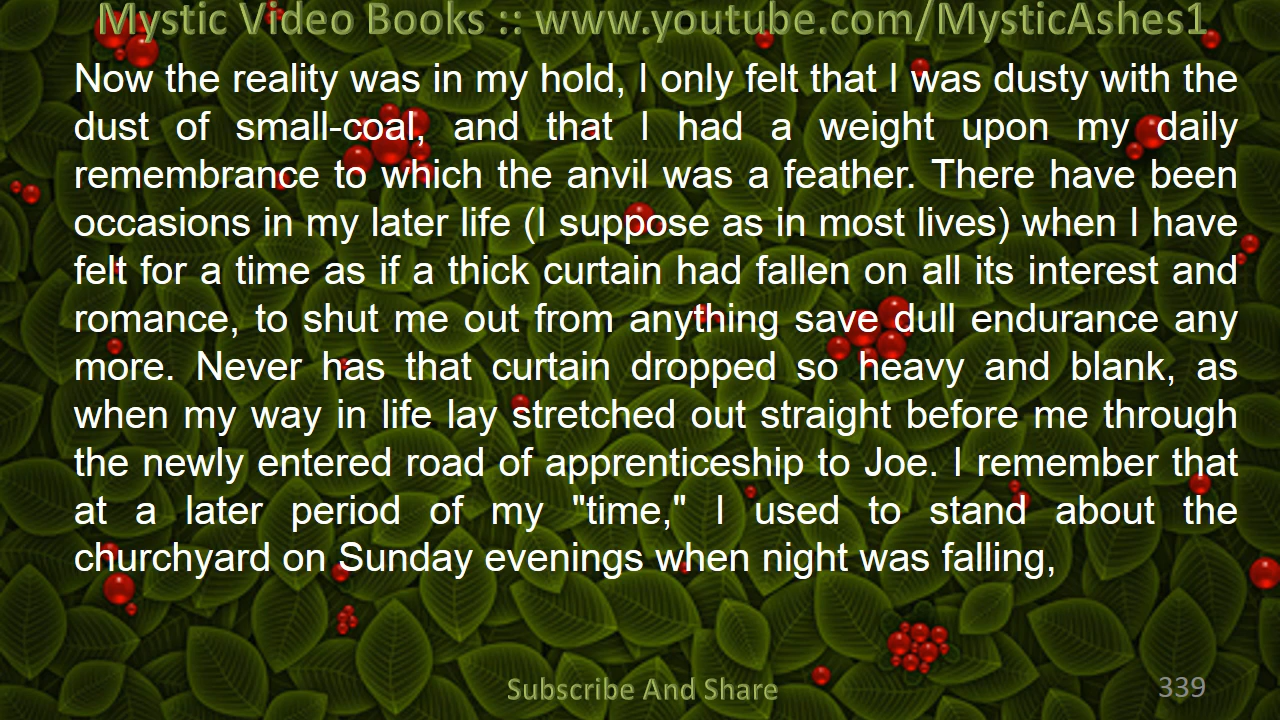 Mystic Video Books :: www.youtube.com/MysticAshes1
Now the reality was in my hold, I only felt that I was dusty with the
dust of small-coal, and that I had a weight upon my daily
remembrance to which the anvil was a feather. There have been
occasions in my later life (I suppose as in most lives) when I have
felt for a time as if a thick curtain had fallen on all its interest and
romance, to shut me out from anything save dull endurance any
more. Never has that curtain dropped so heavy and blank, as
when my way in life lay stretched out straight before me through
the newly entered road of apprenticeship to Joe. I remember that
at a later period of my "time," I used to stand about the
churchyard on Sunday evenings when night was falling,
Subscribe And Share
339